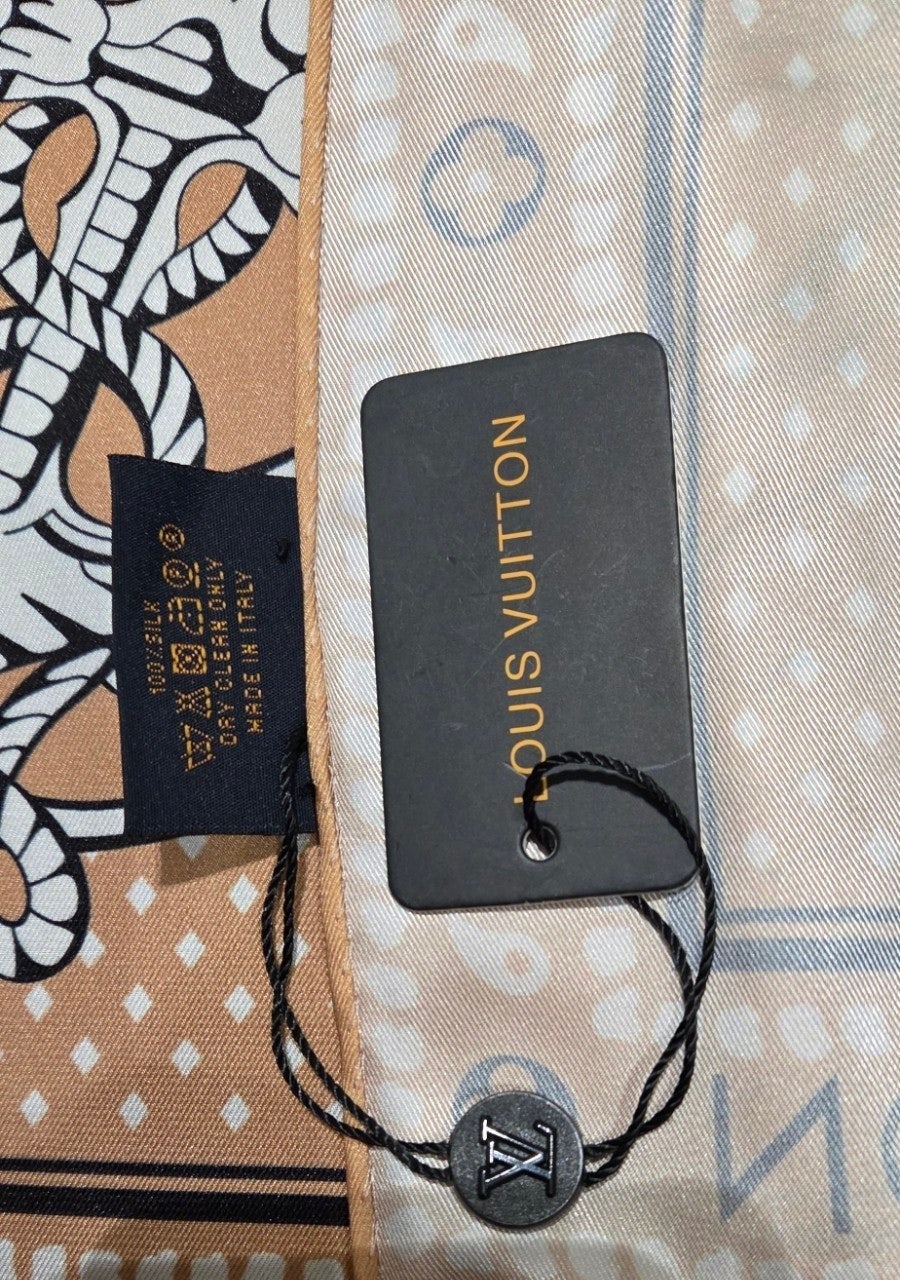 LOUIS VUITTON
100%SILK
DRY CLEAN ONLY
MADE IN ITALY
LV